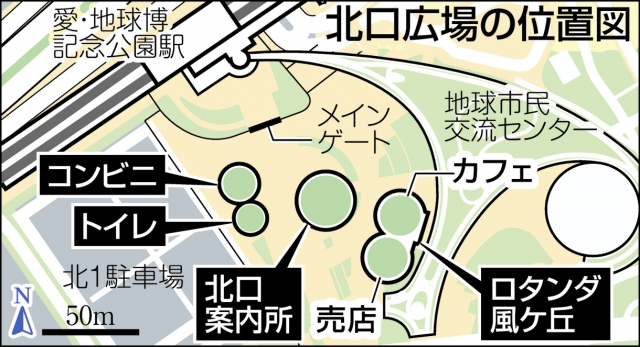 北口広場の位置図
愛・地球博
記念公園駅
メイン
ゲート
地球市民
交流センター
コンビニ
カフェ
トイレ
北1駐車場
北口
案内所
売店
ロタンダ
風ケ丘
N
50m